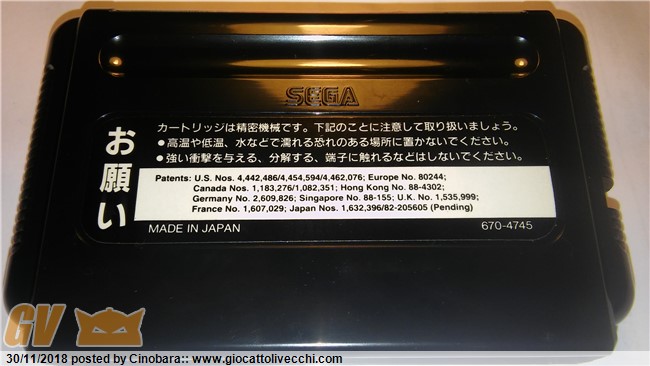 SEGA
お願い
カートリッジは精密機械です。下記のことに注意して取り扱いましょう。
●高温や低温、水などで濡れる恐れのある場所に置かないでください。
●強い衝撃を与える、分解する、端子に触れるなどはしないでください。
Patents: U.S. Nos. 4,442,486/4,454,594/4,462,076; Europe No. 80244;
Canada Nos. 1,183,276/1,082,351; Hong Kong No. 88-4302;
Germany No. 2,609,826; Singapore No. 88-155; U.K. No. 1,535,999;
France No. 1,607,029; Japan Nos. 1,632,396/82-205605 (Pending)
MADE IN JAPAN 670-4745
GV
30/11/2018 posted by Cinobara:: www.giocattolivecchi.com